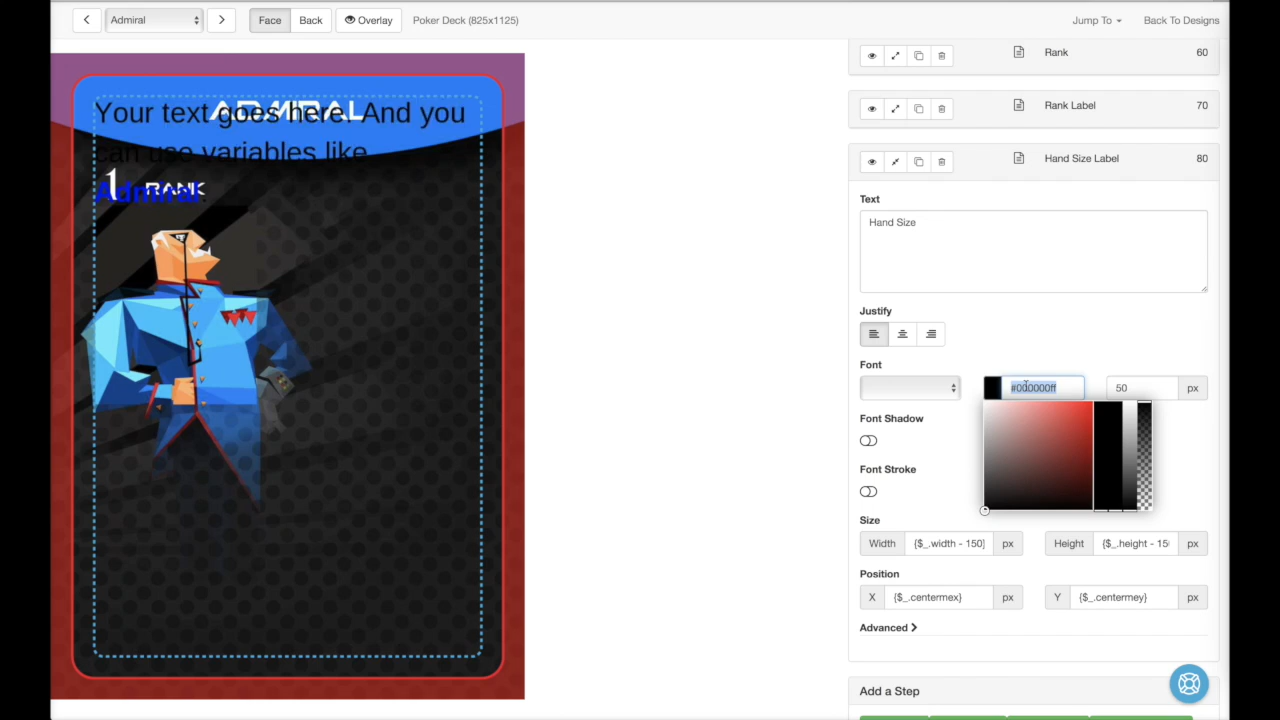 Admiral
Face
Back
Overlay
Poker Deck (825x1125)
Jump To
Back To Designs
ADMIRAL
Your text goes here. And you
can use variables like
Admiral.
1 RANK
Rank
60
Rank Label
70
Hand Size Label
80
Text
Hand Size
Justify
Font
#000000ff
50
px
Font Shadow
Font Stroke
Size
Width
{$_.width - 150}
px
Height
{$_.height - 15
px
Position
X
{$_.centermex}
px
Y
{$_.centermey}
px
Advanced
Add a Step